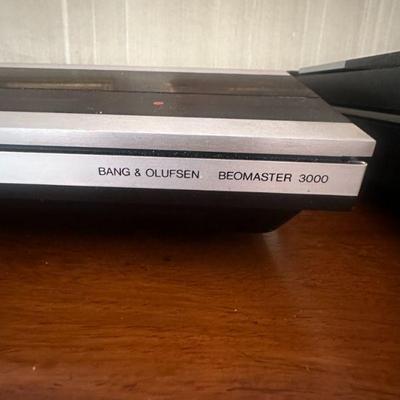 BANG & OLUFSEN BEOMASTER 3000